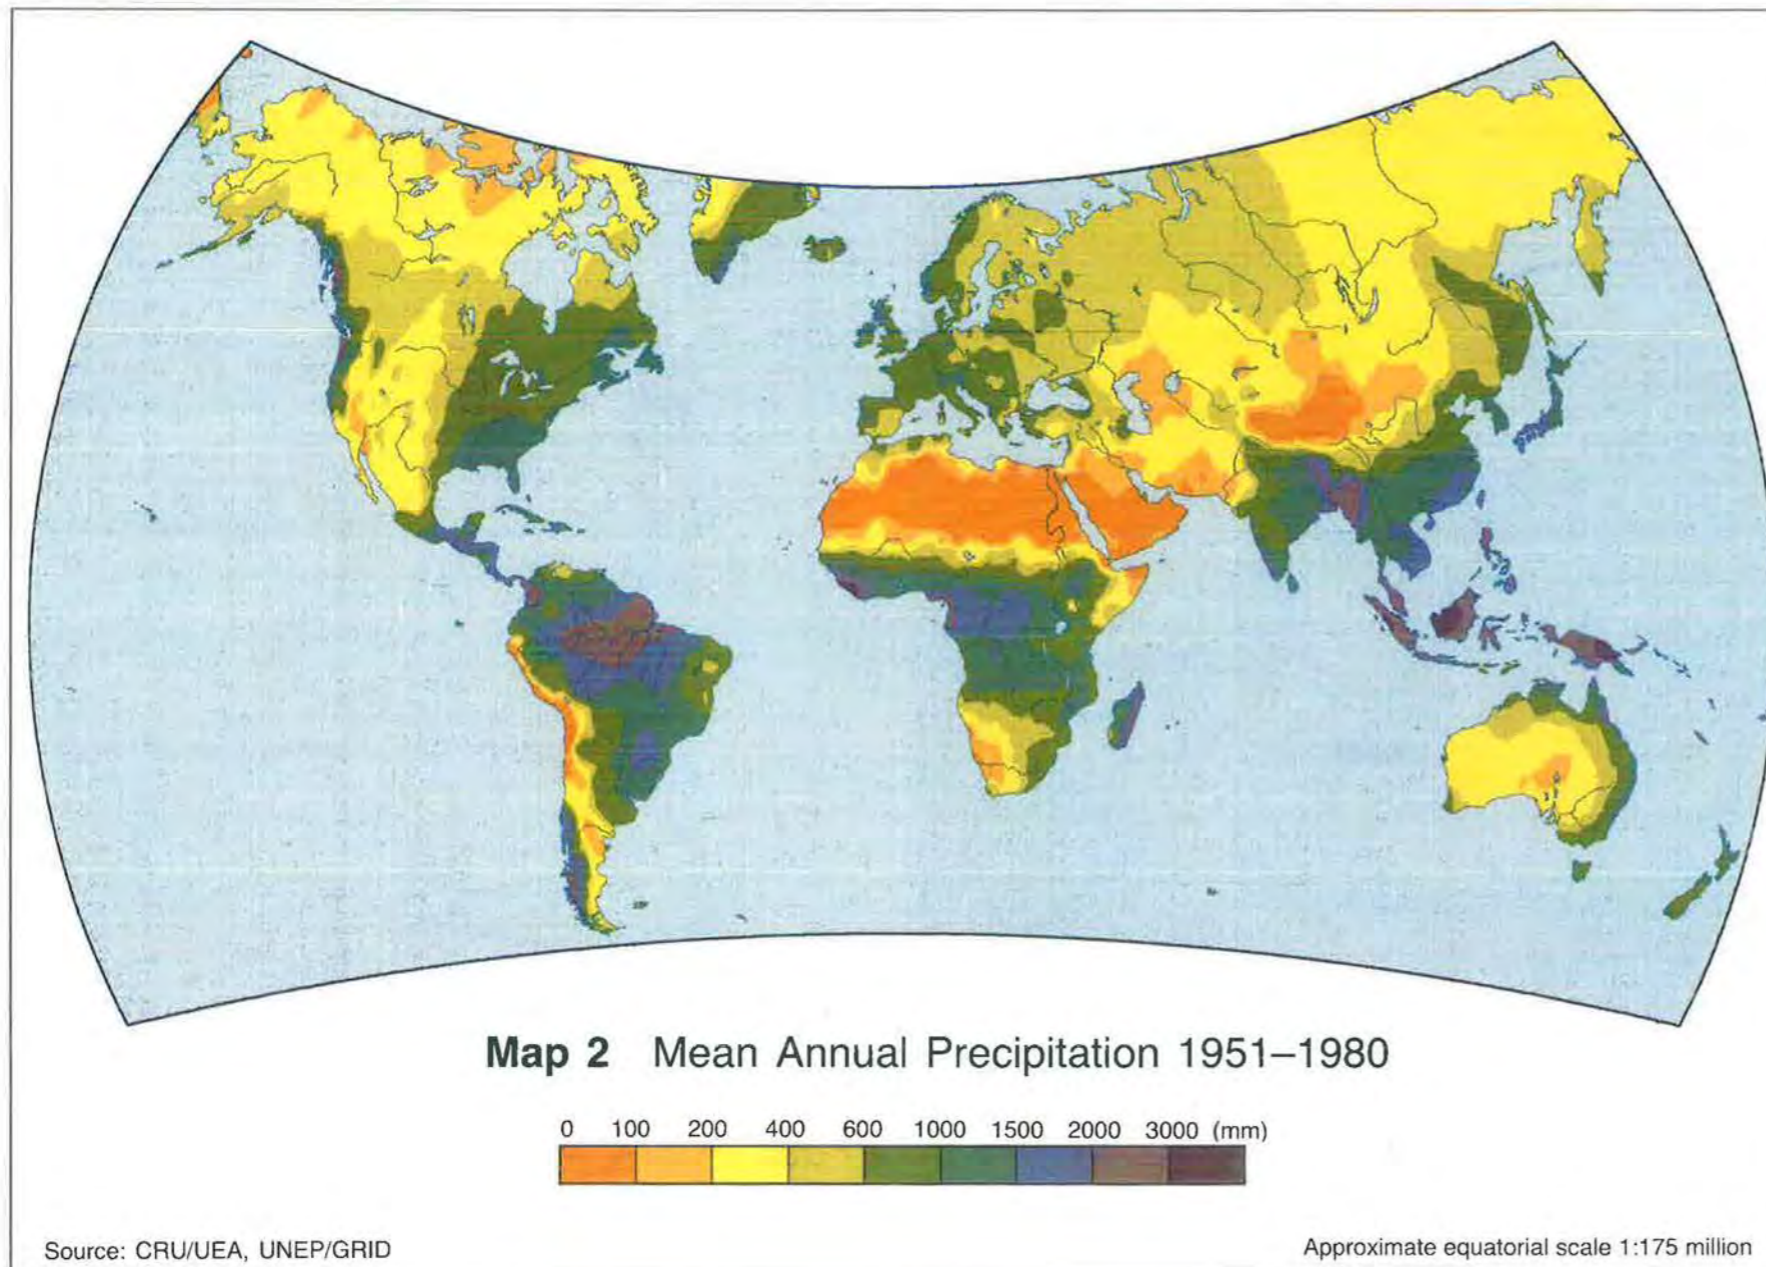 Map 2 Mean Annual Precipitation 1951–1980
0 100 200 400 600 1000 1500 2000 3000 (mm)
Source: CRU/UEA, UNEP/GRID
Approximate equatorial scale 1:175 million